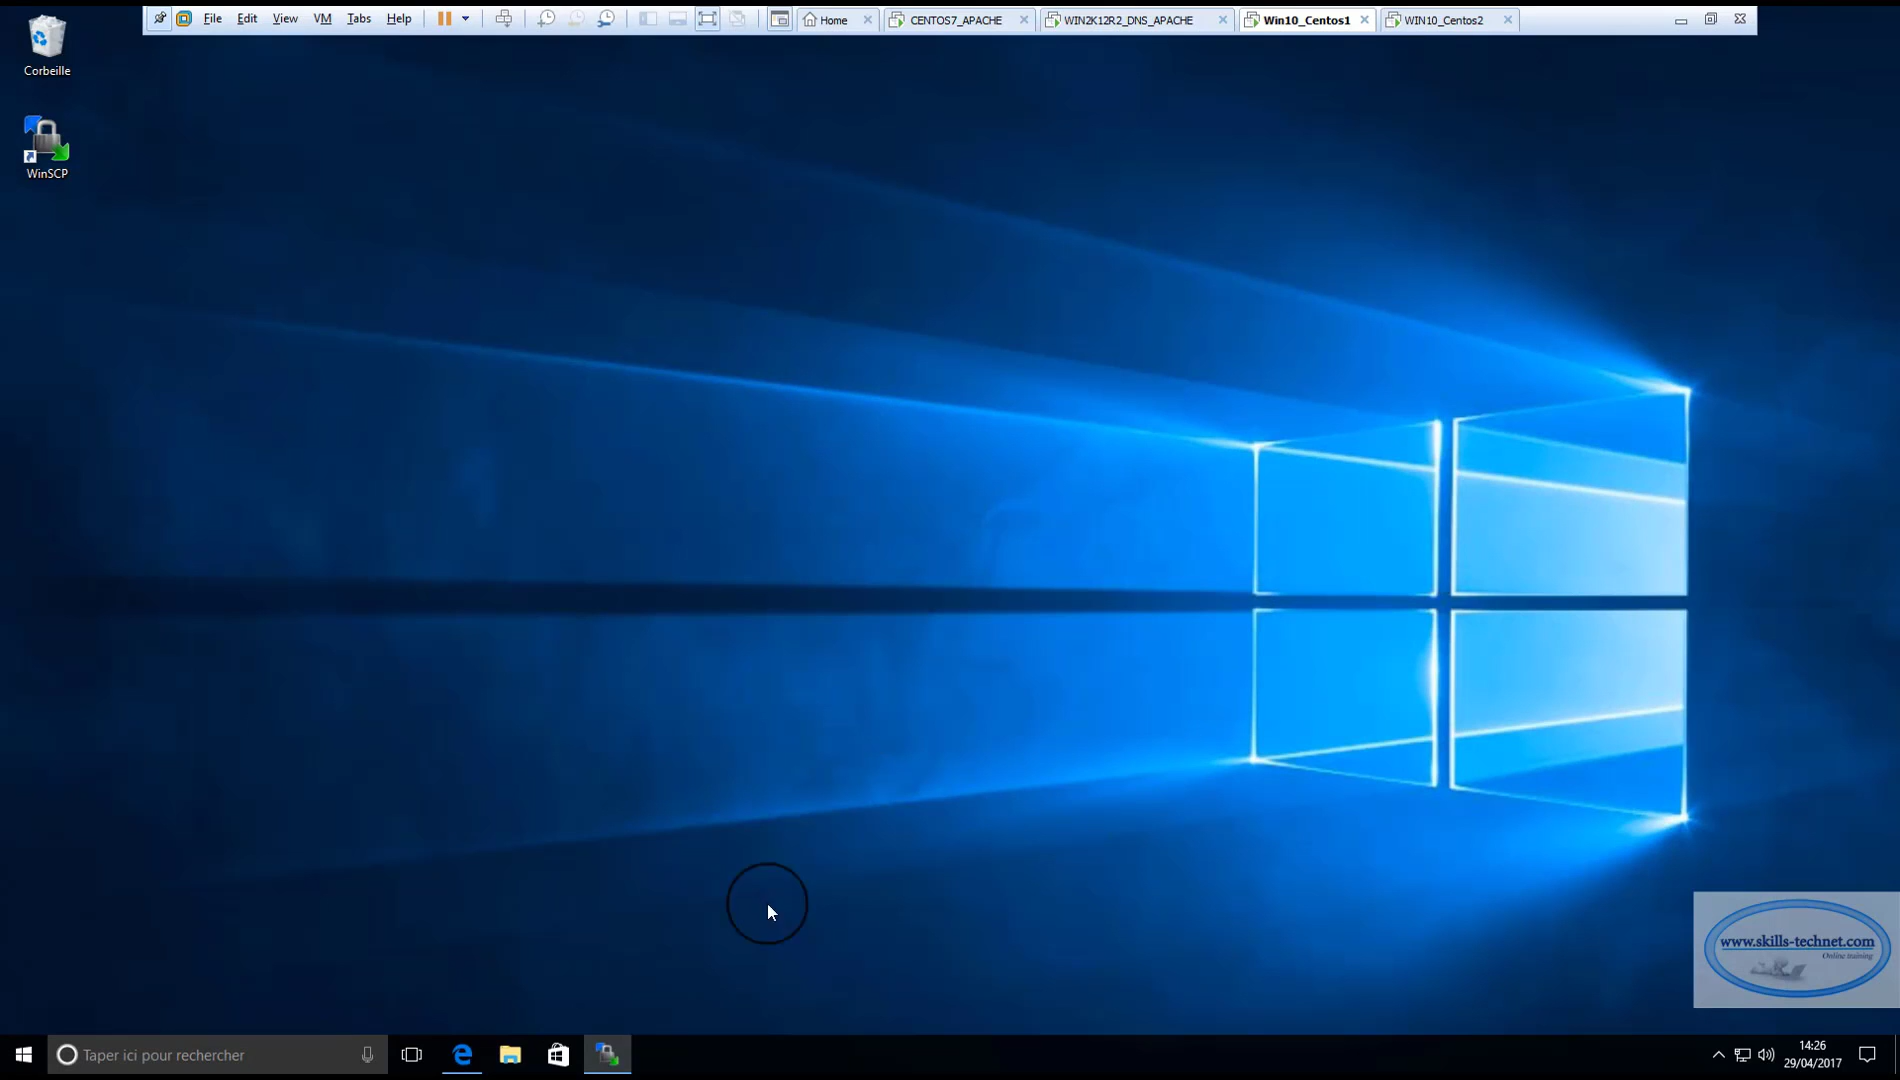 File Edit View VM Tabs Help Home CENTOS7_APACHE WIN2K12R2_DNS_APACHE Win10_Centos1 WIN10_Centos2
Corbeille
WinSCP
www.skills-technet.com
Online training
Taper ici pour rechercher
14:26
29/04/2017